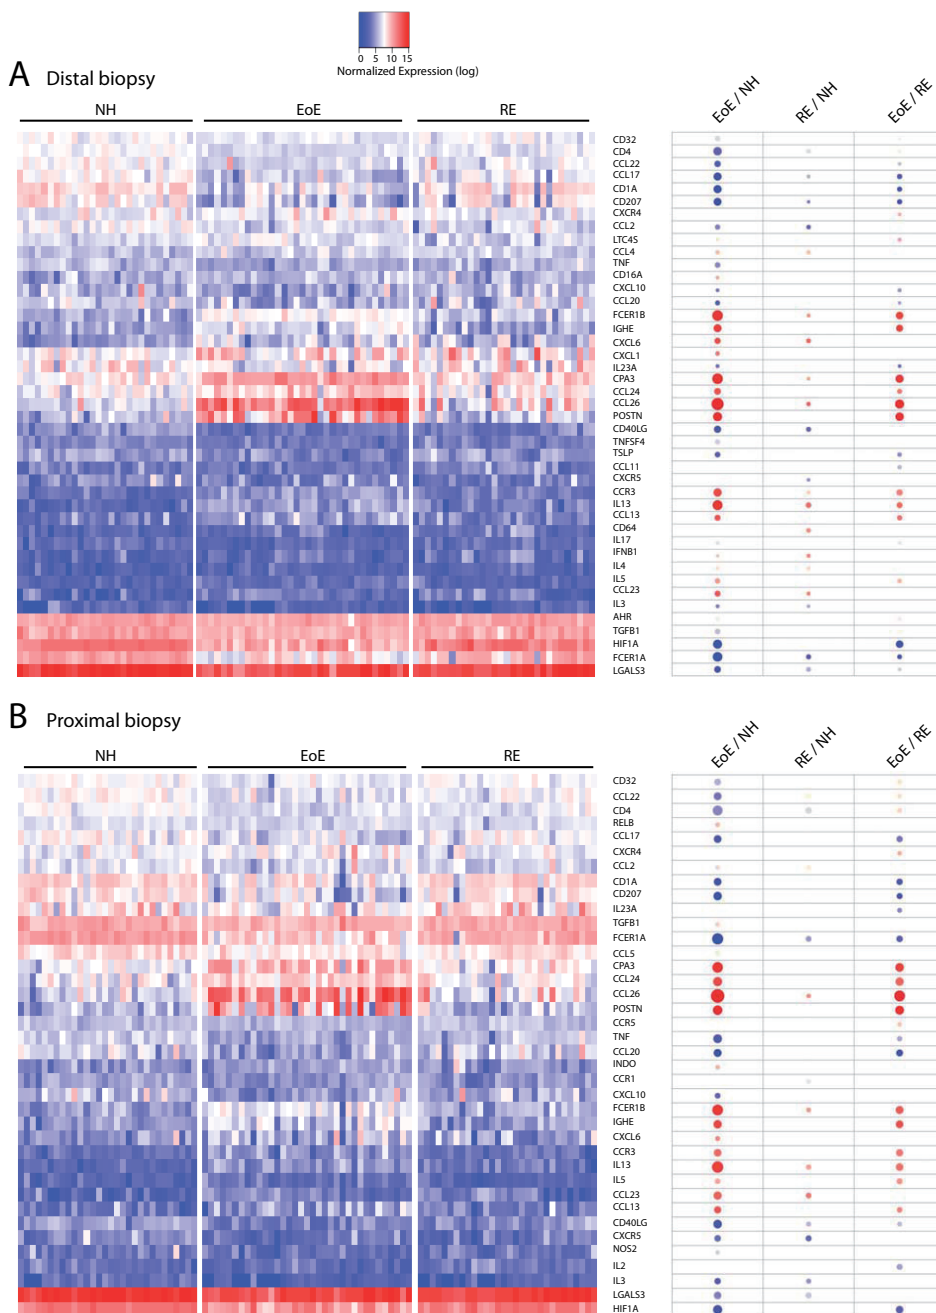 0 5 10 15
Normalized Expression (log)
A Distal biopsy
NH EoE RE
EoE / NH RE / NH EoE / RE
CD32
CD4
CCL22
CCL17
CD1A
CD207
CXCR4
CCL2
LTC4S
CCL4
TNF
CD16A
CXCL10
CCL20
FCER1B
IGHE
CXCL6
CXCL1
IL23A
CPA3
CCL24
CCL26
POSTN
CD40LG
TNFSF4
TSLP
CCL11
CXCR5
CCR3
IL13
CCL13
CD64
IL17
IFNB1
IL4
IL5
CCL23
IL3
AHR
TGFB1
HIF1A
FCER1A
LGALS3
B Proximal biopsy
NH EoE RE
EoE / NH RE / NH EoE / RE
CD32
CCL22
CD4
RELB
CCL17
CXCR4
CCL2
CD1A
CD207
IL23A
TGFB1
FCER1A
CCL5
CPA3
CCL24
CCL26
POSTN
CCR5
TNF
CCL20
INDO
CCR1
CXCL10
FCER1B
IGHE
CXCL6
CCR3
IL13
IL5
CCL23
CCL13
CD40LG
CXCR5
NOS2
IL2
IL3
LGALS3
HIF1A